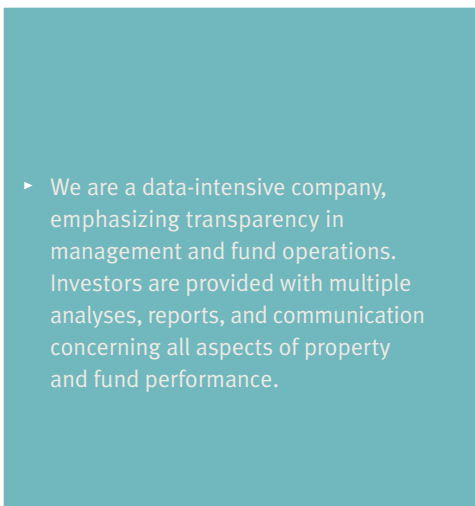 ‣ We are a data-intensive company,
emphasizing transparency in
management and fund operations.
Investors are provided with multiple
analyses, reports, and communication
concerning all aspects of property
and fund performance.